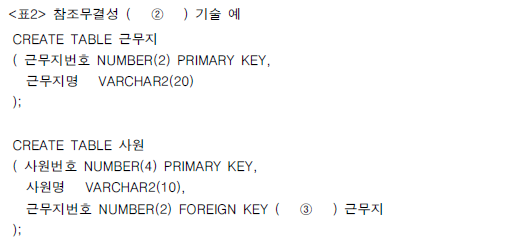 <표2> 참조무결성 ( ② ) 기술 예
CREATE TABLE 근무지
( 근무지번호 NUMBER(2) PRIMARY KEY,
근무지명 VARCHAR2(20)
);
CREATE TABLE 사원
( 사원번호 NUMBER(4) PRIMARY KEY,
사원명 VARCHAR2(10),
근무지번호 NUMBER(2) FOREIGN KEY ( ③ ) 근무지
);